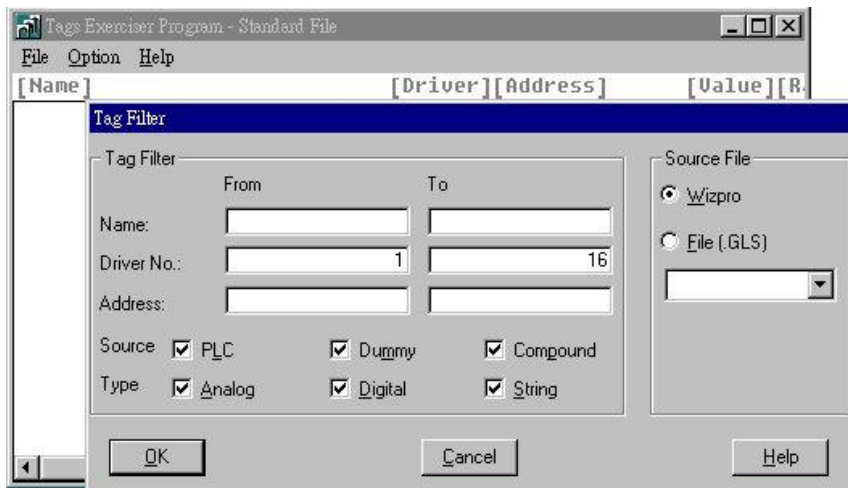 Tags Exerciser Program - Standard File
File Option Help
[Name] [Driver][Address] [Value][R
Tag Filter
Tag Filter
From To
Name:
Driver No.: 1 16
Address:
Source PLC Dummy Compound
Type Analog Digital String
Source File
Wizpro
File (.GLS)
OK Cancel Help